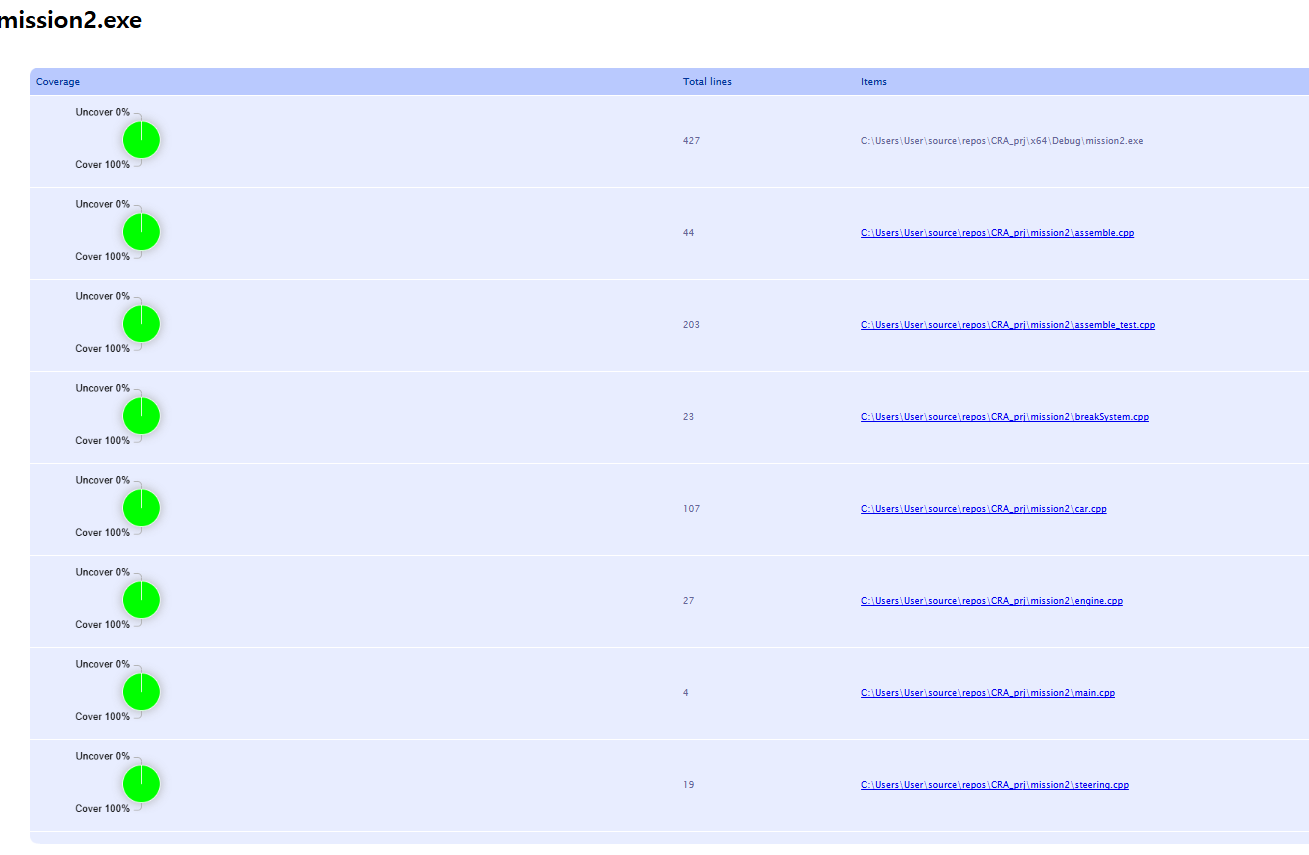 mission2.exe
Coverage Total lines Items
Uncover 0%
427 C:\Users\User\source\repos\CRA_prj\x64\Debug\mission2.exe
Cover 100%
Uncover 0%
44 C:\Users\User\source\repos\CRA_prj\mission2\assemble.cpp
Cover 100%
Uncover 0%
203 C:\Users\User\source\repos\CRA_prj\mission2\assemble_test.cpp
Cover 100%
Uncover 0%
23 C:\Users\User\source\repos\CRA_prj\mission2\breakSystem.cpp
Cover 100%
Uncover 0%
107 C:\Users\User\source\repos\CRA_prj\mission2\car.cpp
Cover 100%
Uncover 0%
27 C:\Users\User\source\repos\CRA_prj\mission2\engine.cpp
Cover 100%
Uncover 0%
4 C:\Users\User\source\repos\CRA_prj\mission2\main.cpp
Cover 100%
Uncover 0%
19 C:\Users\User\source\repos\CRA_prj\mission2\steering.cpp
Cover 100%